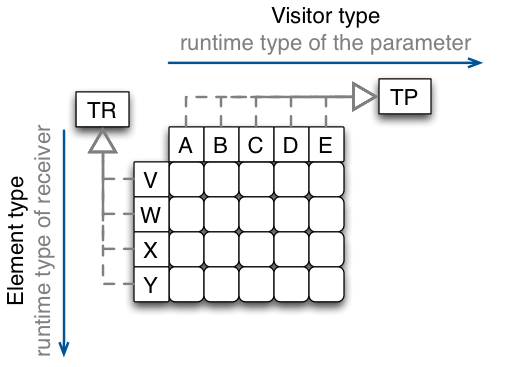 Visitor type
runtime type of the parameter
TR
TP
A B C D E
V
W
X
Y
Element type
runtime type of receiver